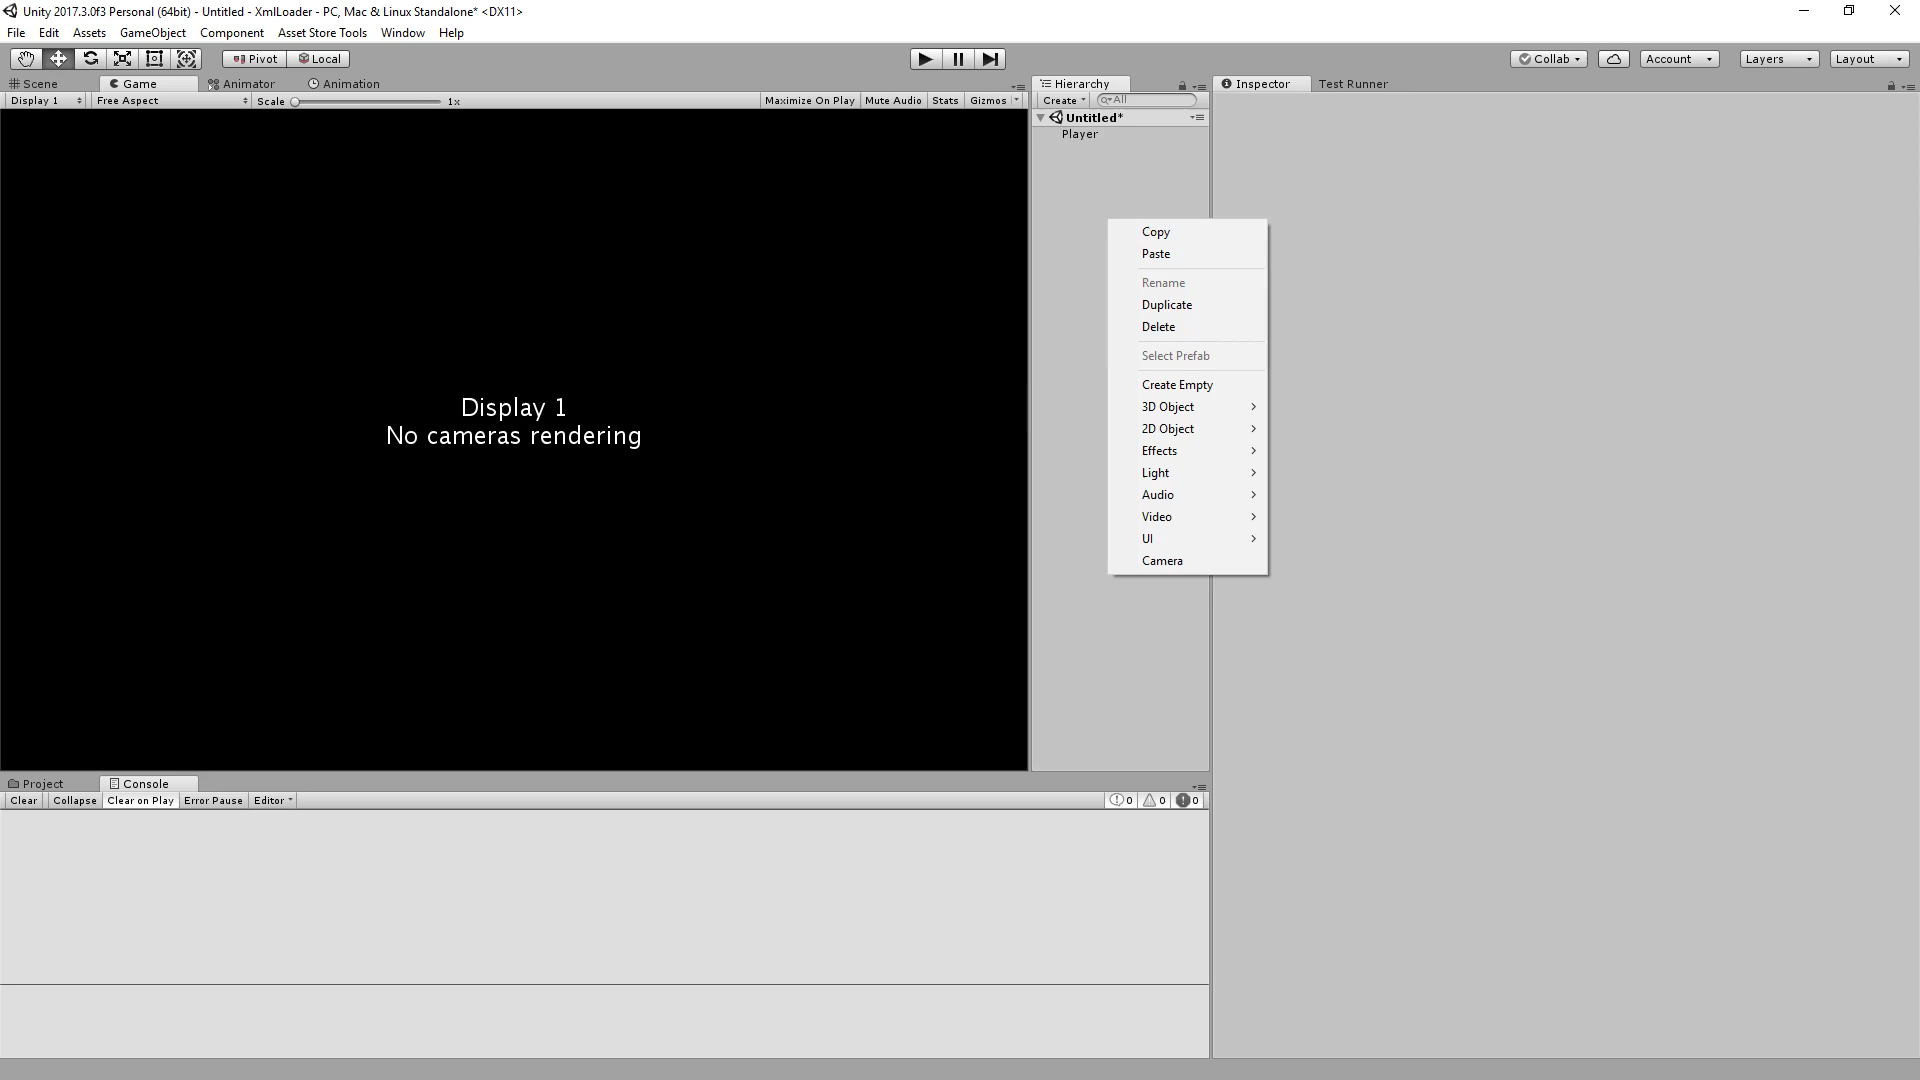 Unity 2017.3.0f3 Personal (64bit) - Untitled - XmlLoader - PC, Mac & Linux Standalone* <DX11>
File Edit Assets GameObject Component Asset Store Tools Window Help
Pivot Local Collab Account Layers Layout
Scene Game Animator Animation
Display 1 Free Aspect Scale 1x Maximize On Play Mute Audio Stats Gizmos
Display 1
No cameras rendering
Hierarchy
Create All
Untitled*
Player
Inspector Test Runner
Copy
Paste
Rename
Duplicate
Delete
Select Prefab
Create Empty
3D Object
2D Object
Effects
Light
Audio
Video
UI
Camera
Project Console
Clear Collapse Clear on Play Error Pause Editor 0 0 0